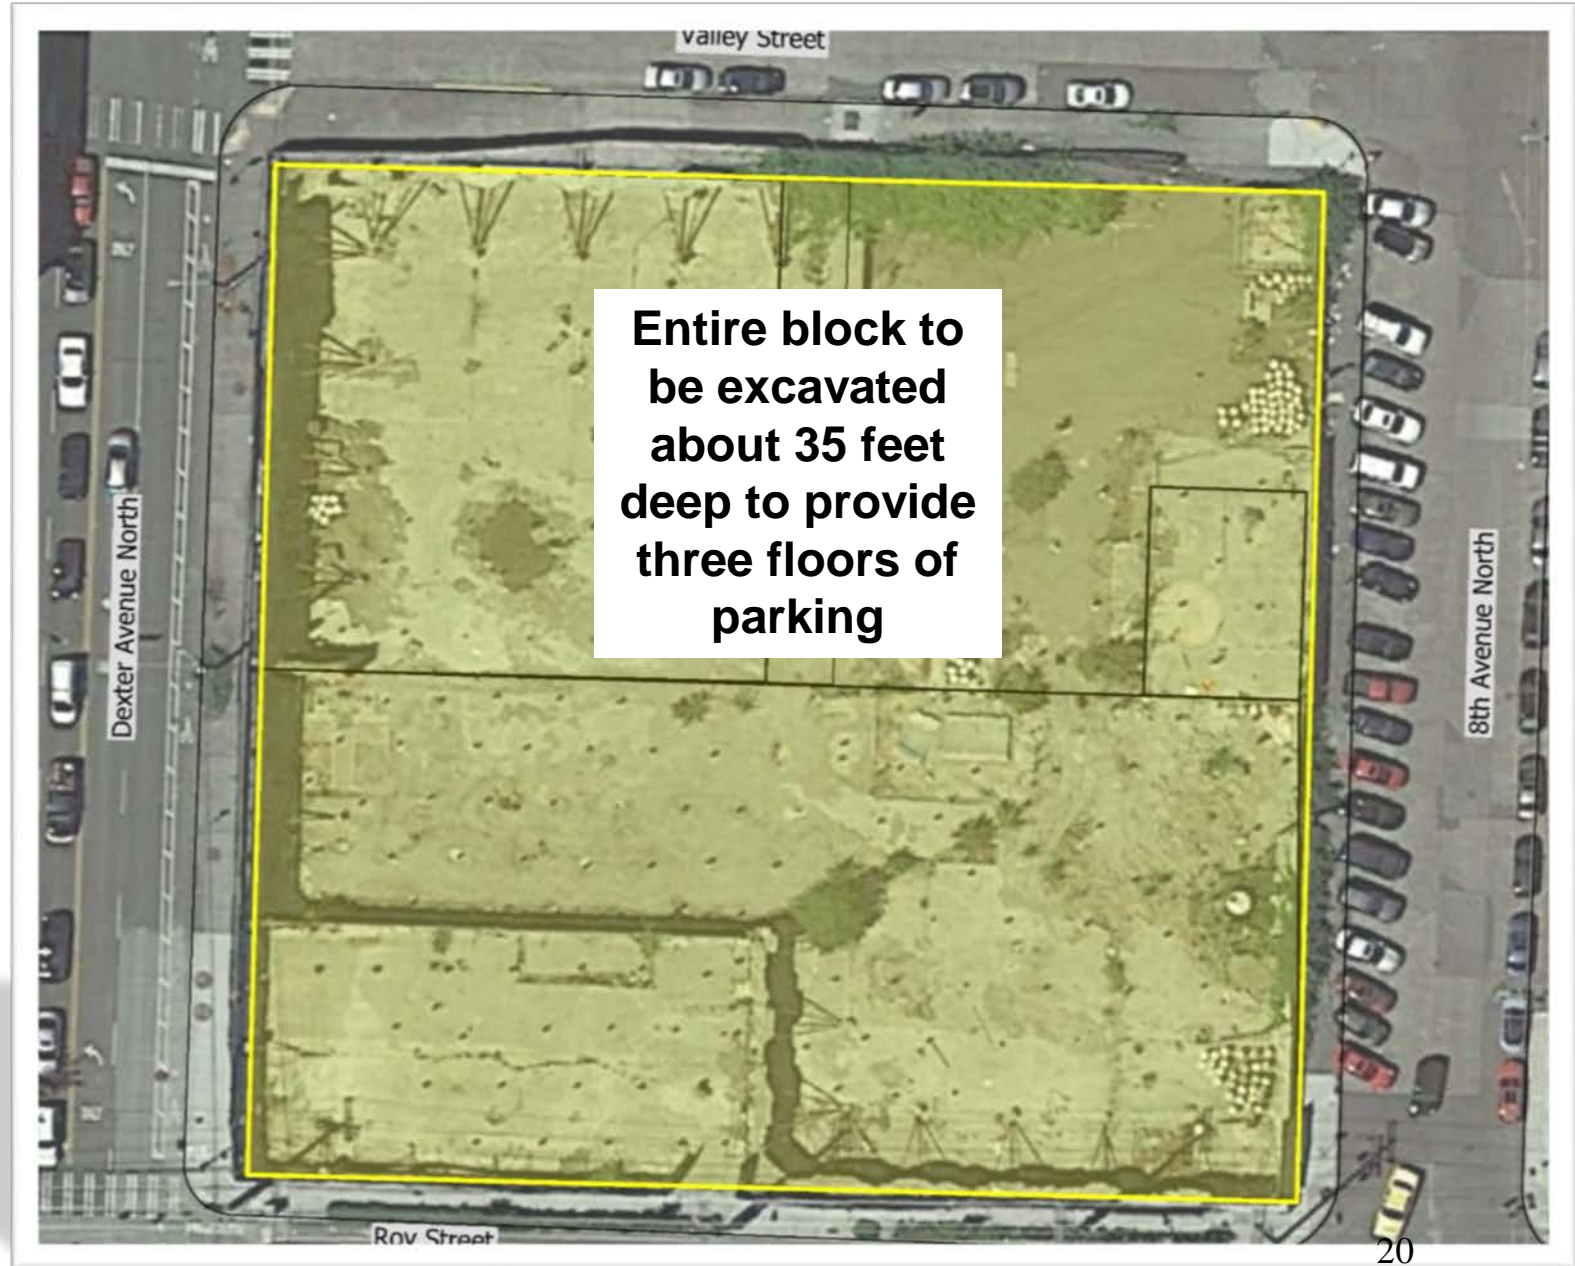 Valley Street
Entire block to
be excavated
about 35 feet
deep to provide
three floors of
parking
Dexter Avenue North
8th Avenue North
Roy Street
20